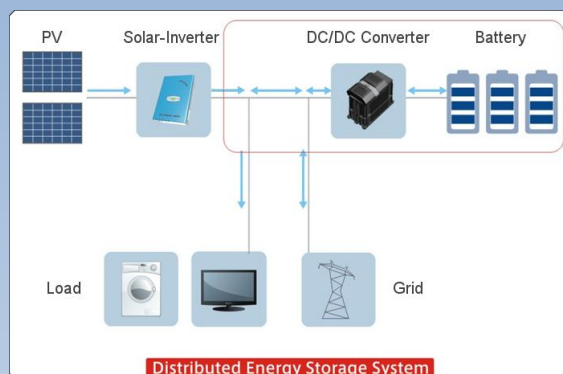 PV
Solar-Inverter
DC/DC Converter
Battery
Load
Grid
Distributed Energy Storage System